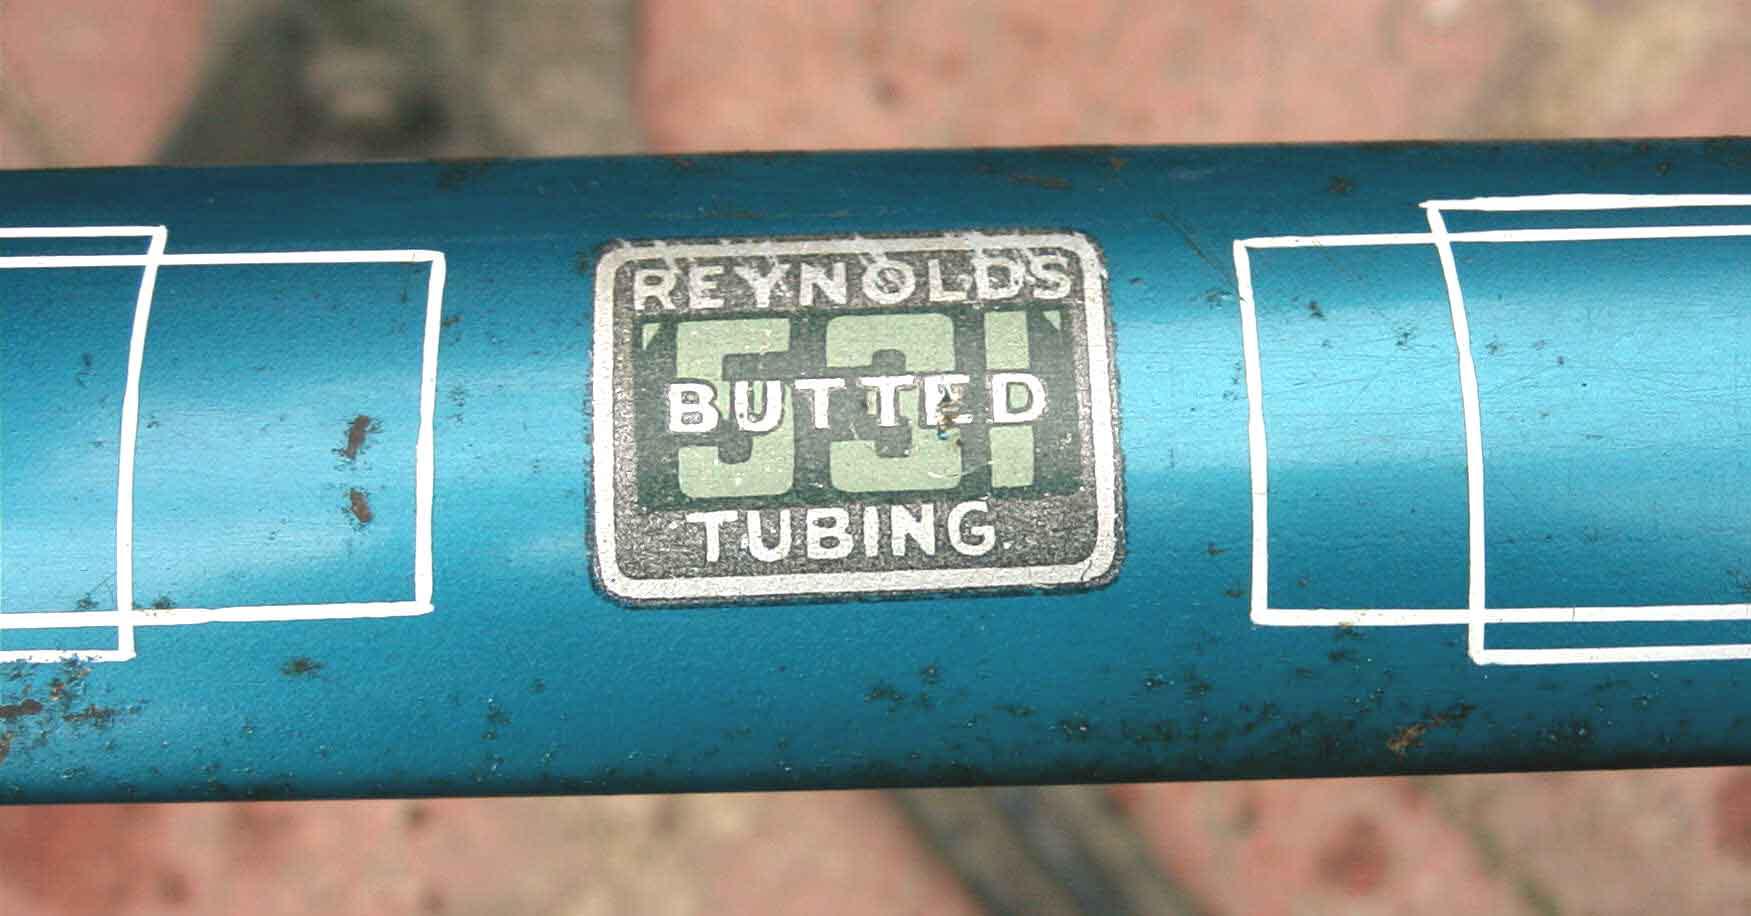 REYNOLDS
531
BUTTED
TUBING.